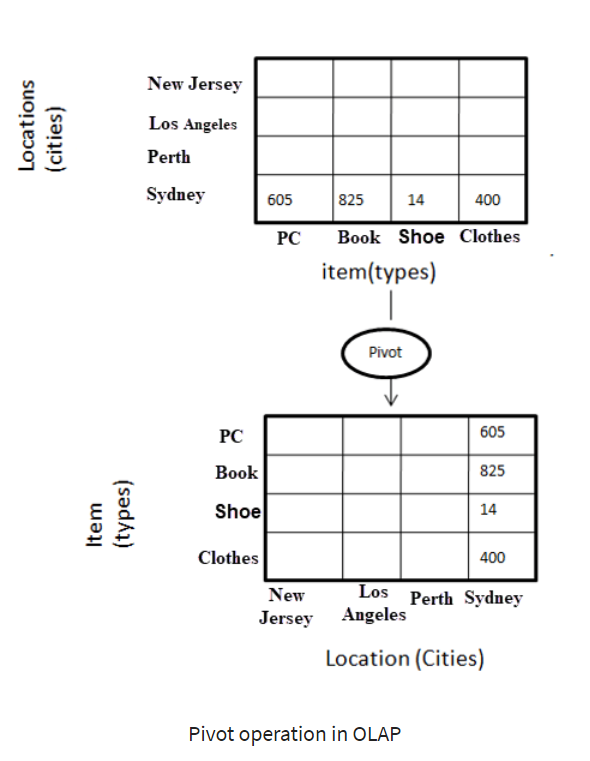 Locations
(cities)
New Jersey
Los Angeles
Perth
Sydney
605 825 14 400
PC Book Shoe Clothes
item(types)
Pivot
Item
(types)
PC 605
Book 825
Shoe 14
Clothes 400
New Los Perth Sydney
Jersey Angeles
Location (Cities)
Pivot operation in OLAP